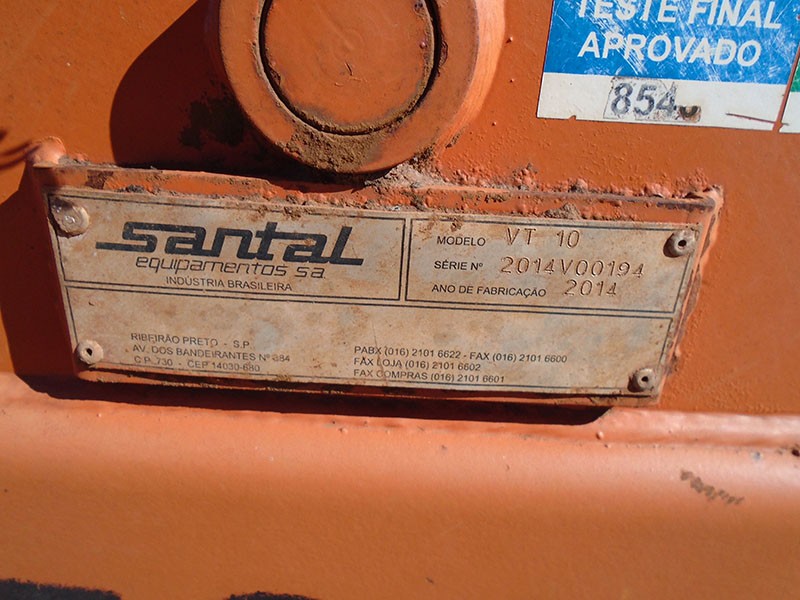 TESTE FINAL
APROVADO
854
santal
equipamentos s.a.
INDÚSTRIA BRASILEIRA
MODELO VT 10
SÉRIE Nº 2014V00194
ANO DE FABRICAÇÃO 2014
RIBEIRÃO PRETO - S.P.
AV. DOS BANDEIRANTES Nº 384
C.P. 730 - CEP 14030-680
PABX (016) 2101 6622 - FAX (016) 2101 6600
FAX LOJA (016) 2101 6602
FAX COMPRAS (016) 2101 6601